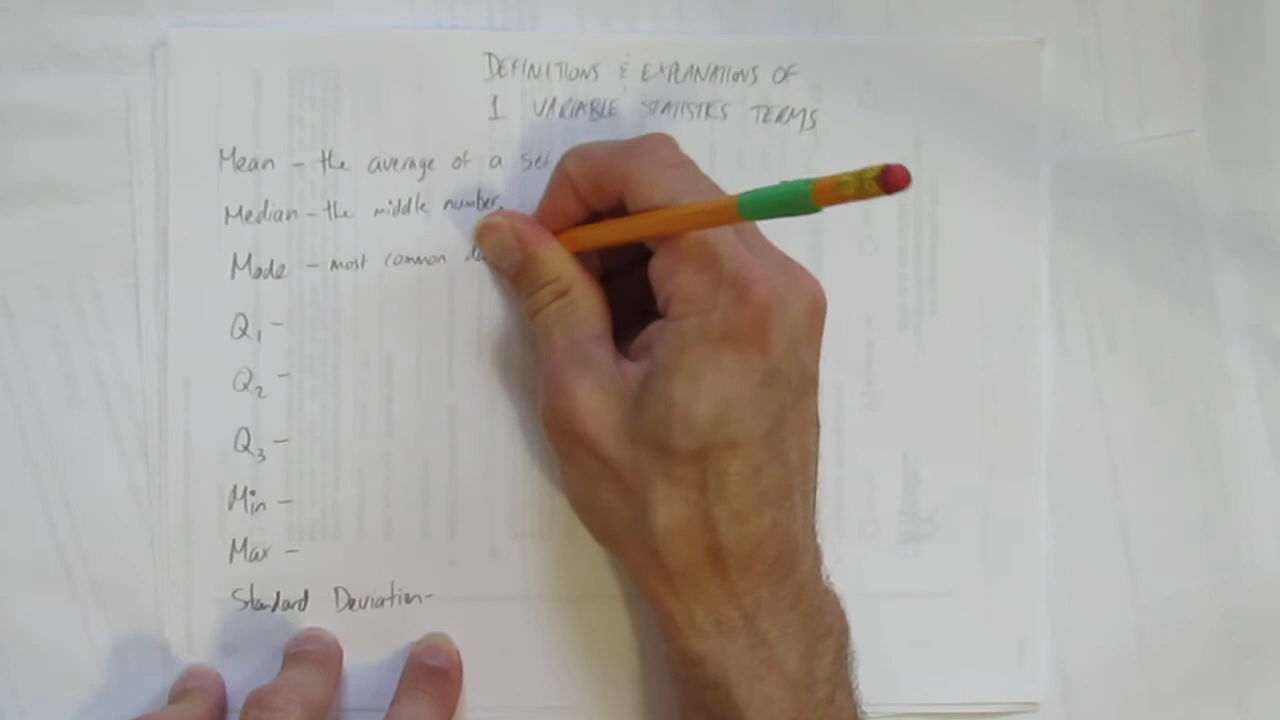 DEFINITIONS & EXPLANATIONS OF
1 VARIABLE STATISTICS TERMS
Mean - the average of a set
Median - the middle number.
Mode - most common
Q1 -
Q2 -
Q3 -
Min -
Max -
Standard Deviation-